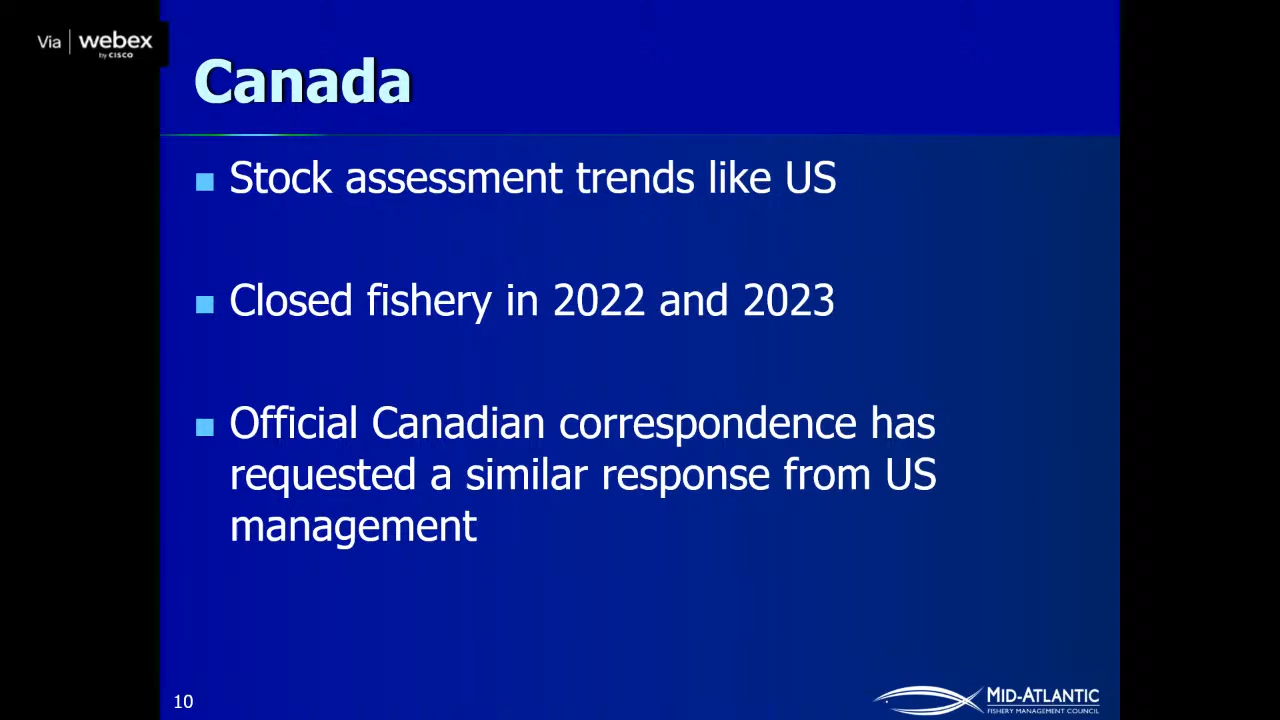 Via | webex
by CISCO
Canada
Stock assessment trends like US
Closed fishery in 2022 and 2023
Official Canadian correspondence has
requested a similar response from US
management
10
MID-ATLANTIC
FISHERY MANAGEMENT COUNCIL